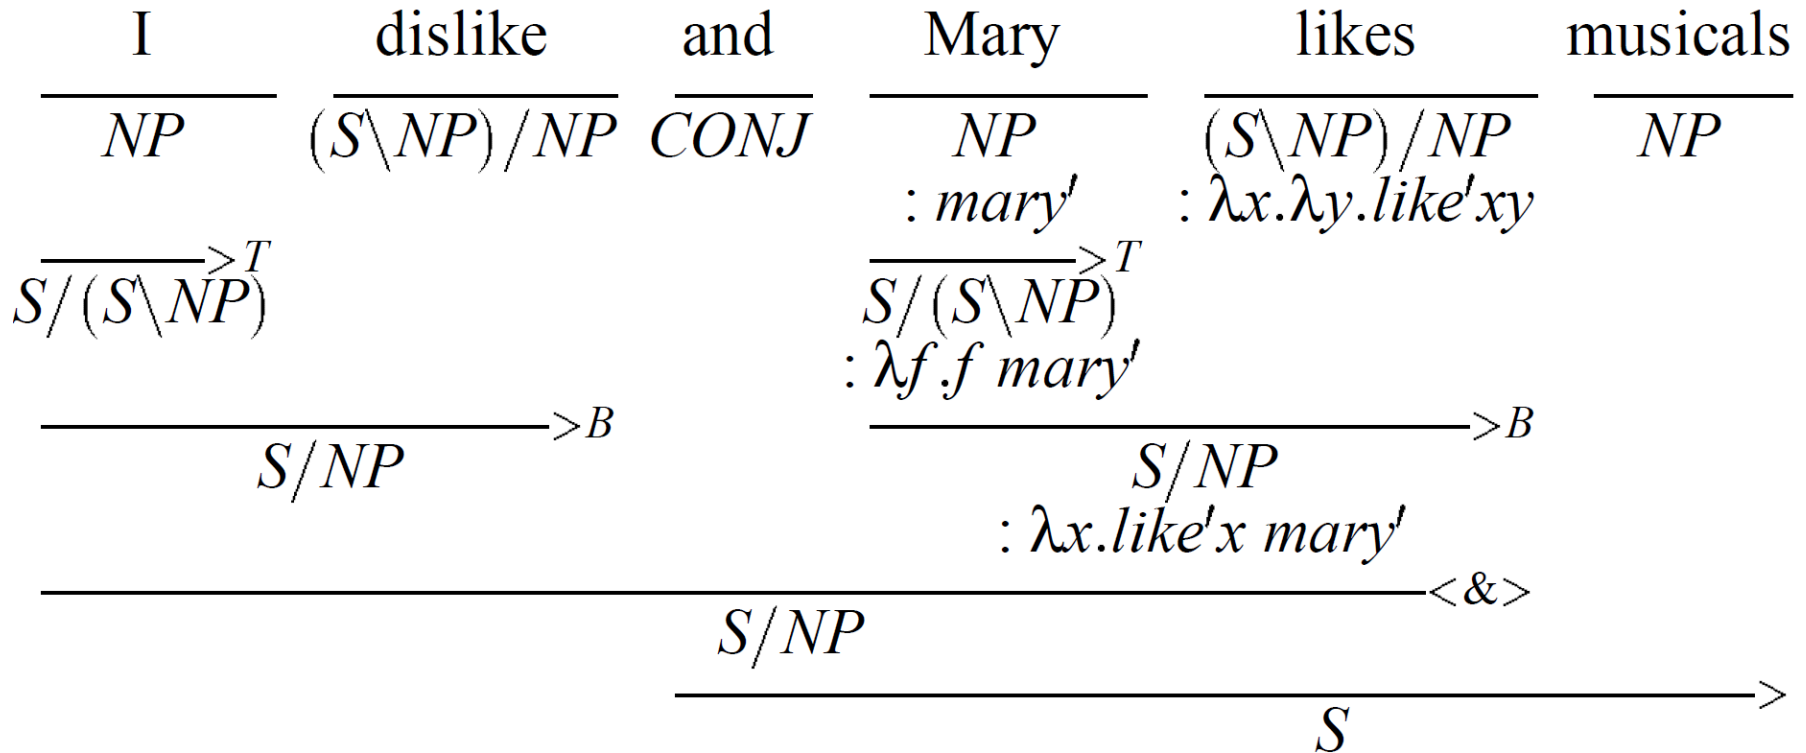 I dislike and Mary likes musicals
NP (S\NP)/NP CONJ NP (S\NP)/NP NP
: mary′ : λx.λy.like′xy
>T >T
S/(S\NP) S/(S\NP)
: λf.f mary′
>B >B
S/NP S/NP
: λx.like′x mary′
<&>
S/NP
>
S